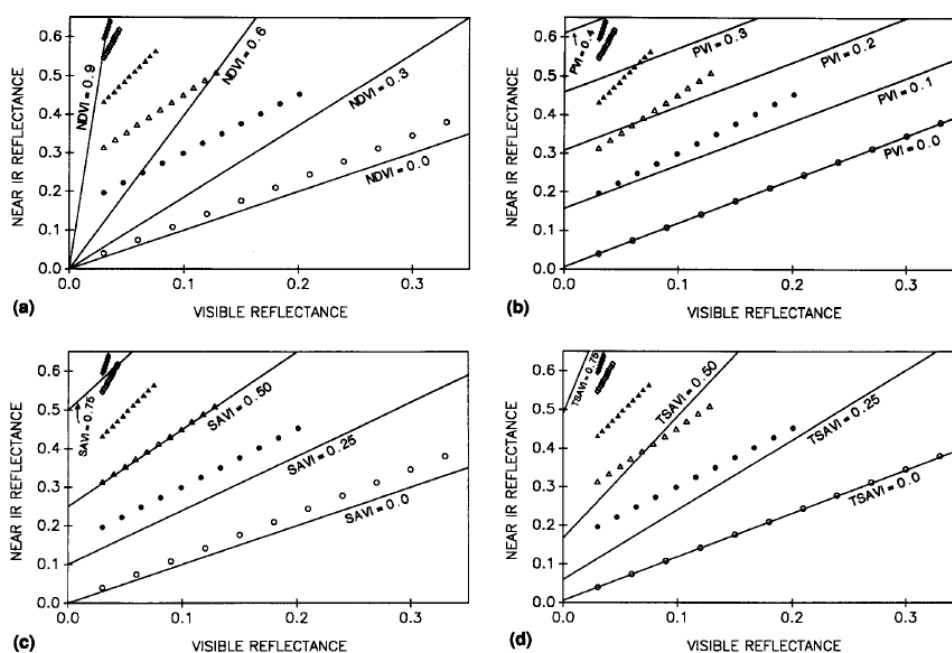 0.6
0.5
0.4
0.3
0.2
0.1
0.0
NEAR IR REFLECTANCE
NDVI = 0.9
NDVI = 0.6
NDVI = 0.3
NDVI = 0.0
0.0 0.1 0.2 0.3
(a) VISIBLE REFLECTANCE
0.6
0.5
0.4
0.3
0.2
0.1
0.0
NEAR IR REFLECTANCE
PVI = 0.4
PVI = 0.3
PVI = 0.2
PVI = 0.1
PVI = 0.0
0.0 0.1 0.2 0.3
(b) VISIBLE REFLECTANCE
0.6
0.5
0.4
0.3
0.2
0.1
0.0
NEAR IR REFLECTANCE
SAVI = 0.75
SAVI = 0.50
SAVI = 0.25
SAVI = 0.0
0.0 0.1 0.2 0.3
(c) VISIBLE REFLECTANCE
0.6
0.5
0.4
0.3
0.2
0.1
0.0
NEAR IR REFLECTANCE
TSAVI = 0.75
TSAVI = 0.50
TSAVI = 0.25
TSAVI = 0.0
0.0 0.1 0.2 0.3
(d) VISIBLE REFLECTANCE